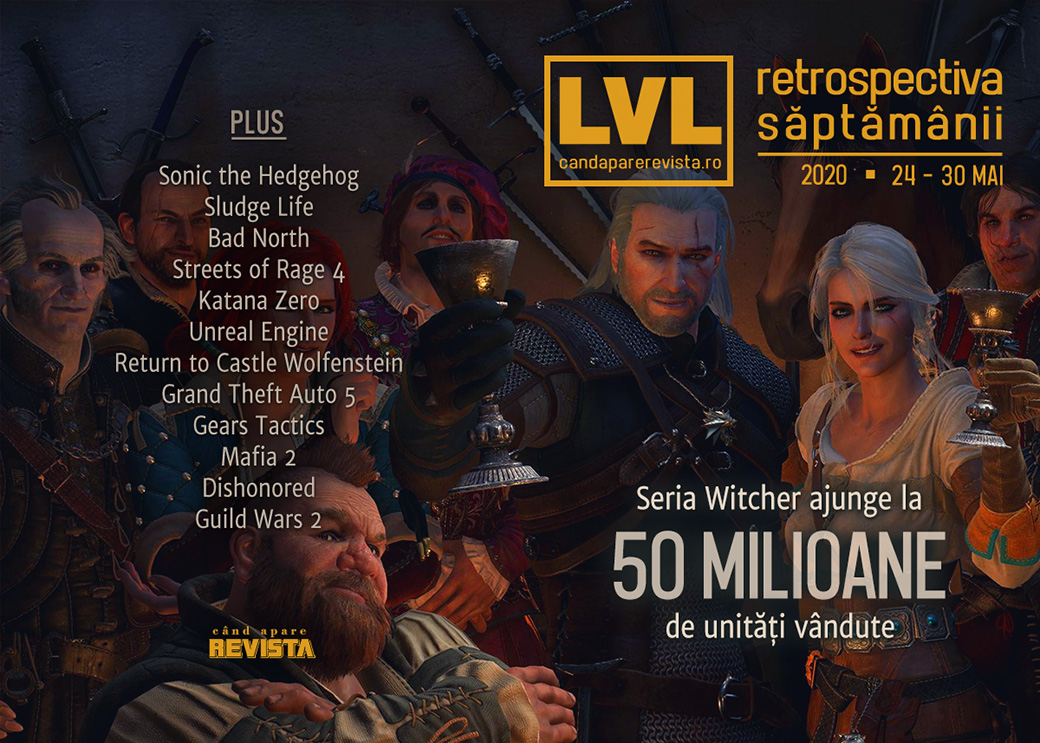 LVL
candaparerevista.ro
retrospectiva
săptămânii
2020 ▪ 24 - 30 MAI
PLUS
Sonic the Hedgehog
Sludge Life
Bad North
Streets of Rage 4
Katana Zero
Unreal Engine
Return to Castle Wolfenstein
Grand Theft Auto 5
Gears Tactics
Mafia 2
Dishonored
Guild Wars 2
când apare
REVISTA
Seria Witcher ajunge la
50 MILIOANE
de unități vândute